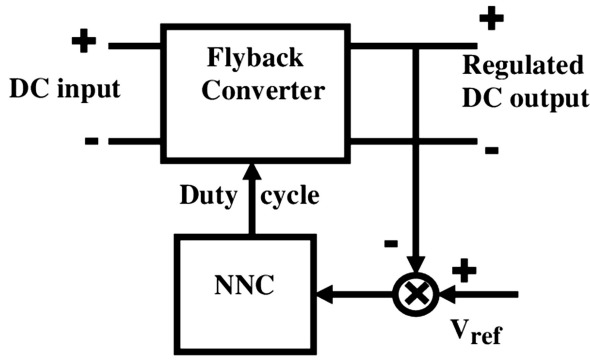 +
+
Flyback
Converter
DC input
Regulated
DC output
-
-
Duty cycle
-
NNC
+
Vref